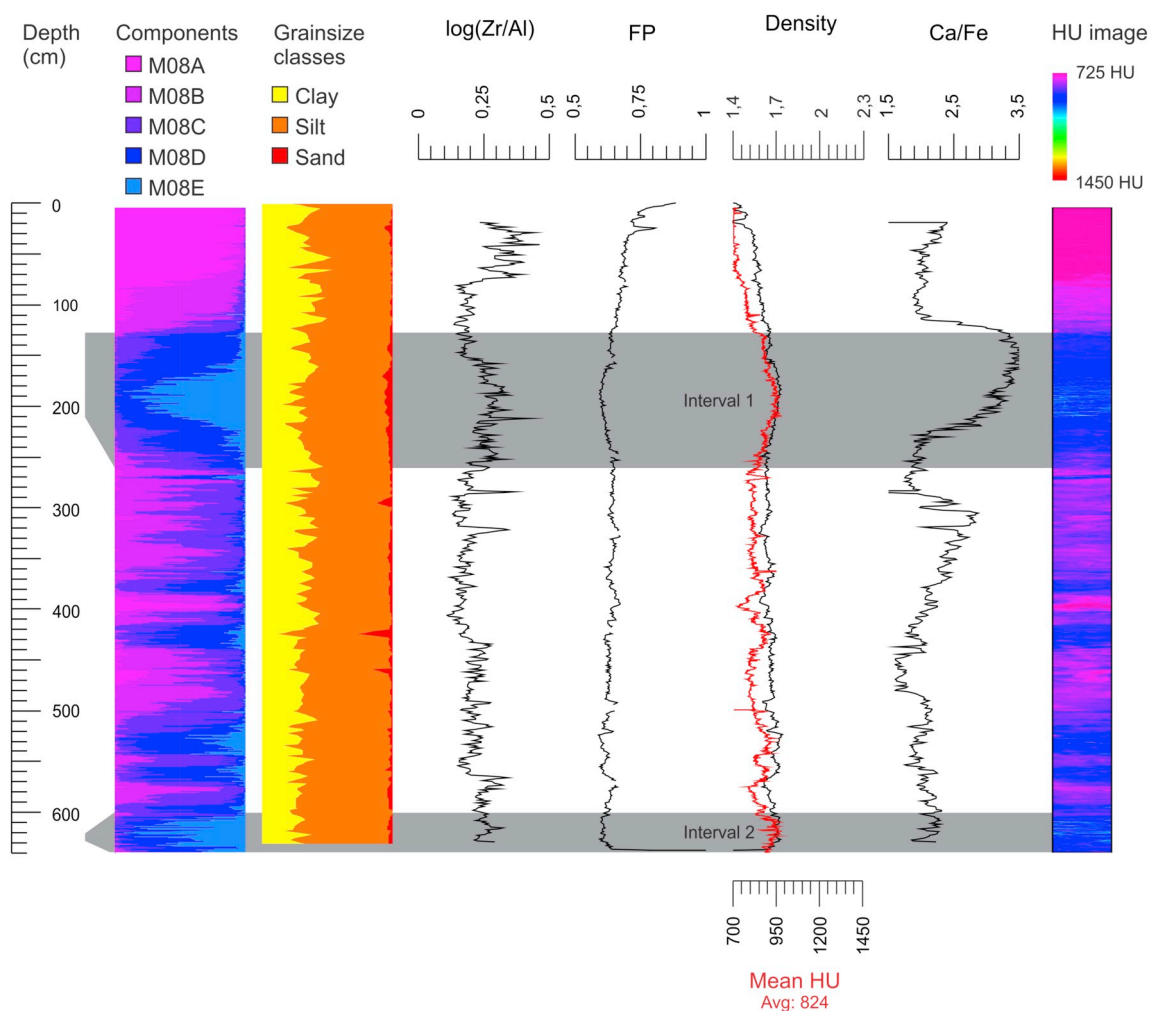 Depth
(cm)
Components
M08A
M08B
M08C
M08D
M08E
Grainsize
classes
Clay
Silt
Sand
log(Zr/Al)
0
0,25
0,5
FP
0,5
0,75
1
Density
1,4
1,7
2
2,3
Ca/Fe
1,5
2,5
3,5
HU image
725 HU
1450 HU
0
100
200
300
400
500
600
Interval 1
Interval 2
700
950
1200
1450
Mean HU
Avg: 824